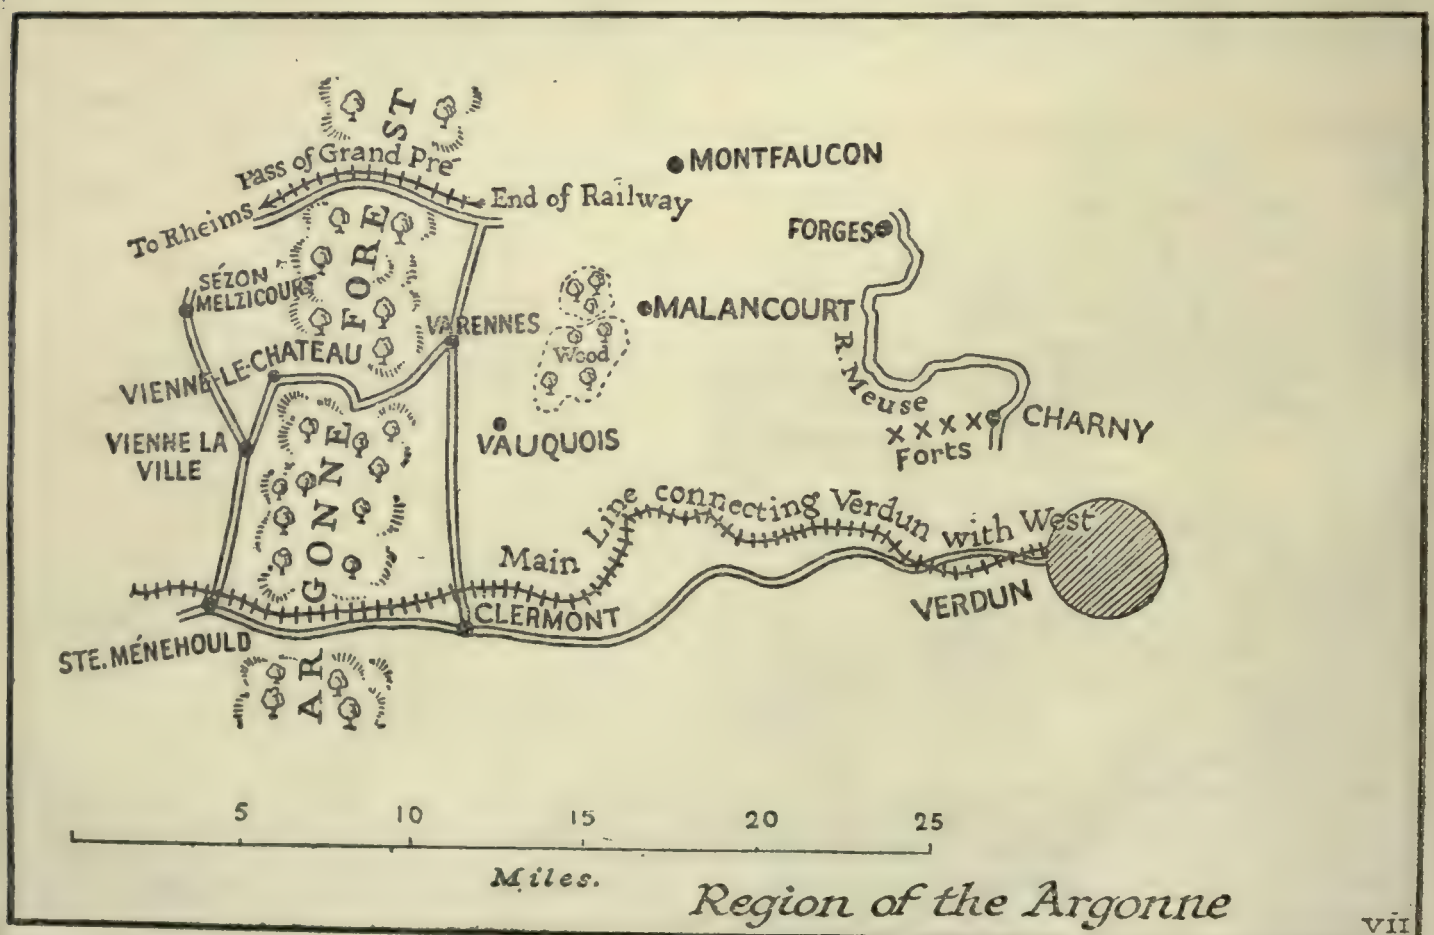 FOREST
Pass of Grand Pré
To Rheims
End of Railway
MONTFAUCON
FORGES
SÉZON
MELZICOURT
MALANCOURT
VARENNES
Wood
R. Meuse
VIENNE-LE-CHATEAU
VIENNE LA
VILLE
VAUQUOIS
XXXX
Forts
CHARNY
ARGONNE
Main Line connecting Verdun with West
VERDUN
CLERMONT
STE. MÉNEHOULD
5 10 15 20 25
Miles.
Region of the Argonne
vii